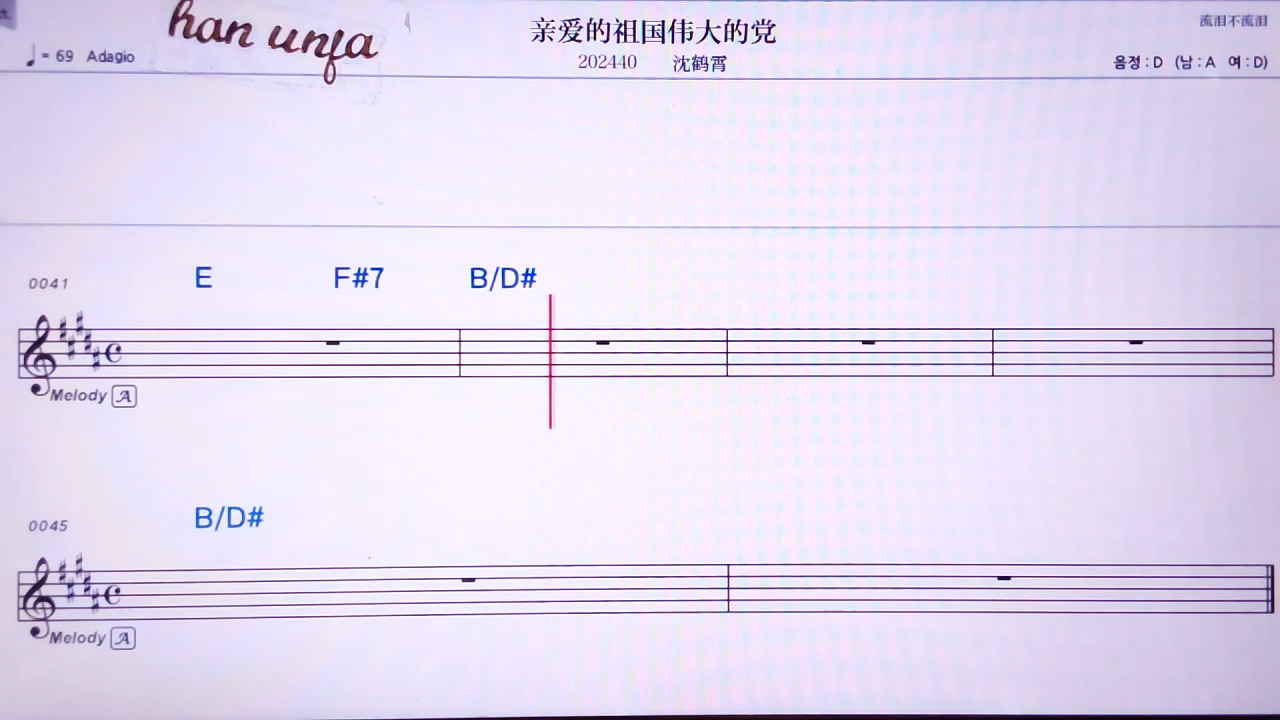 han unfa
亲爱的祖国伟大的党
流泪不流泪
♩= 69 Adagio
202440 沈鹤霄
음정 : D (남 : A 여 : D)
0041
E F#7 B/D#
Melody A
0045
B/D#
Melody A